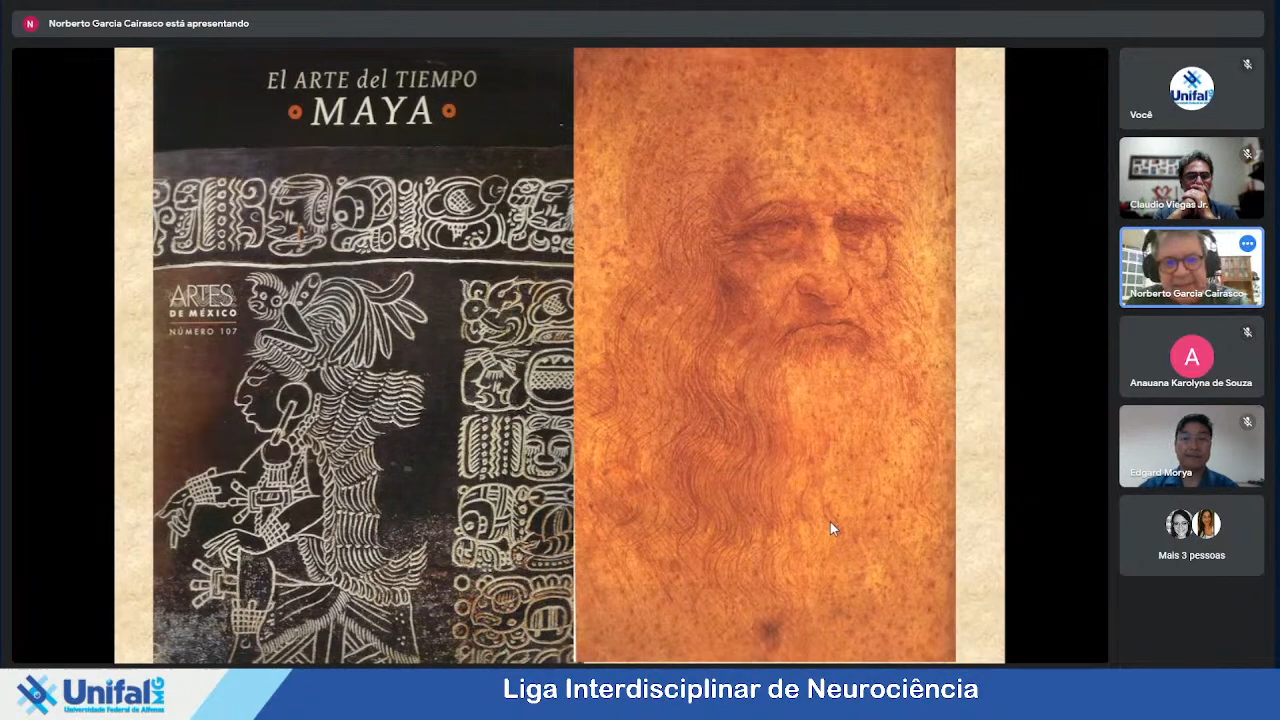 N
Norberto Garcia Cairasco está apresentando
El ARTE del TIEMPO
MAYA
ARTES
DE MÉXICO
NÚMERO 107
Unifal
Você
Claudio Viegas Jr.
Norberto Garcia Cairasco
A
Anauana Karolyna de Souza
Edgard Morya
Mais 3 pessoas
Unifal MG
Universidade Federal de Alfenas
Liga Interdisciplinar de Neurociência